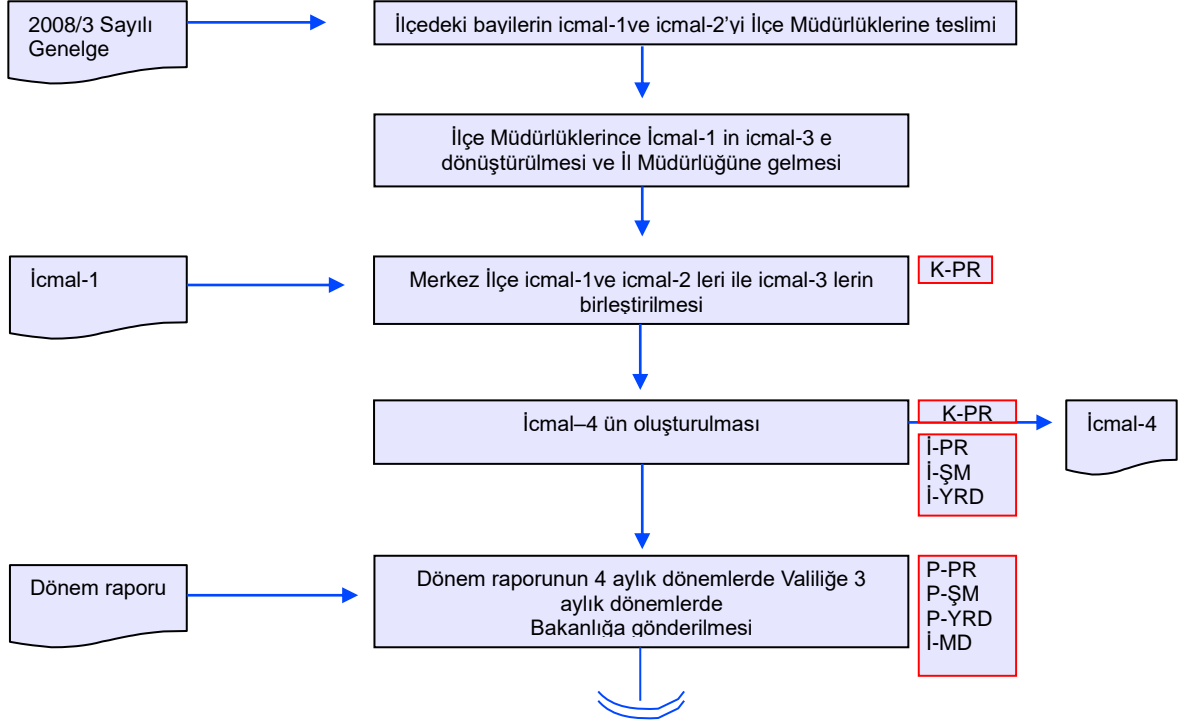 2008/3 Sayılı
Genelge
İlçedeki bayilerin icmal-1ve icmal-2’yi İlçe Müdürlüklerine teslimi
İlçe Müdürlüklerince İcmal-1 in icmal-3 e
dönüştürülmesi ve İl Müdürlüğüne gelmesi
İcmal-1
Merkez İlçe icmal-1ve icmal-2 leri ile icmal-3 lerin
birleştirilmesi
K-PR
İcmal–4 ün oluşturulması
K-PR
İ-PR
İ-ŞM
İ-YRD
İcmal-4
Dönem raporu
Dönem raporunun 4 aylık dönemlerde Valiliğe 3
aylık dönemlerde
Bakanlığa gönderilmesi
P-PR
P-ŞM
P-YRD
İ-MD